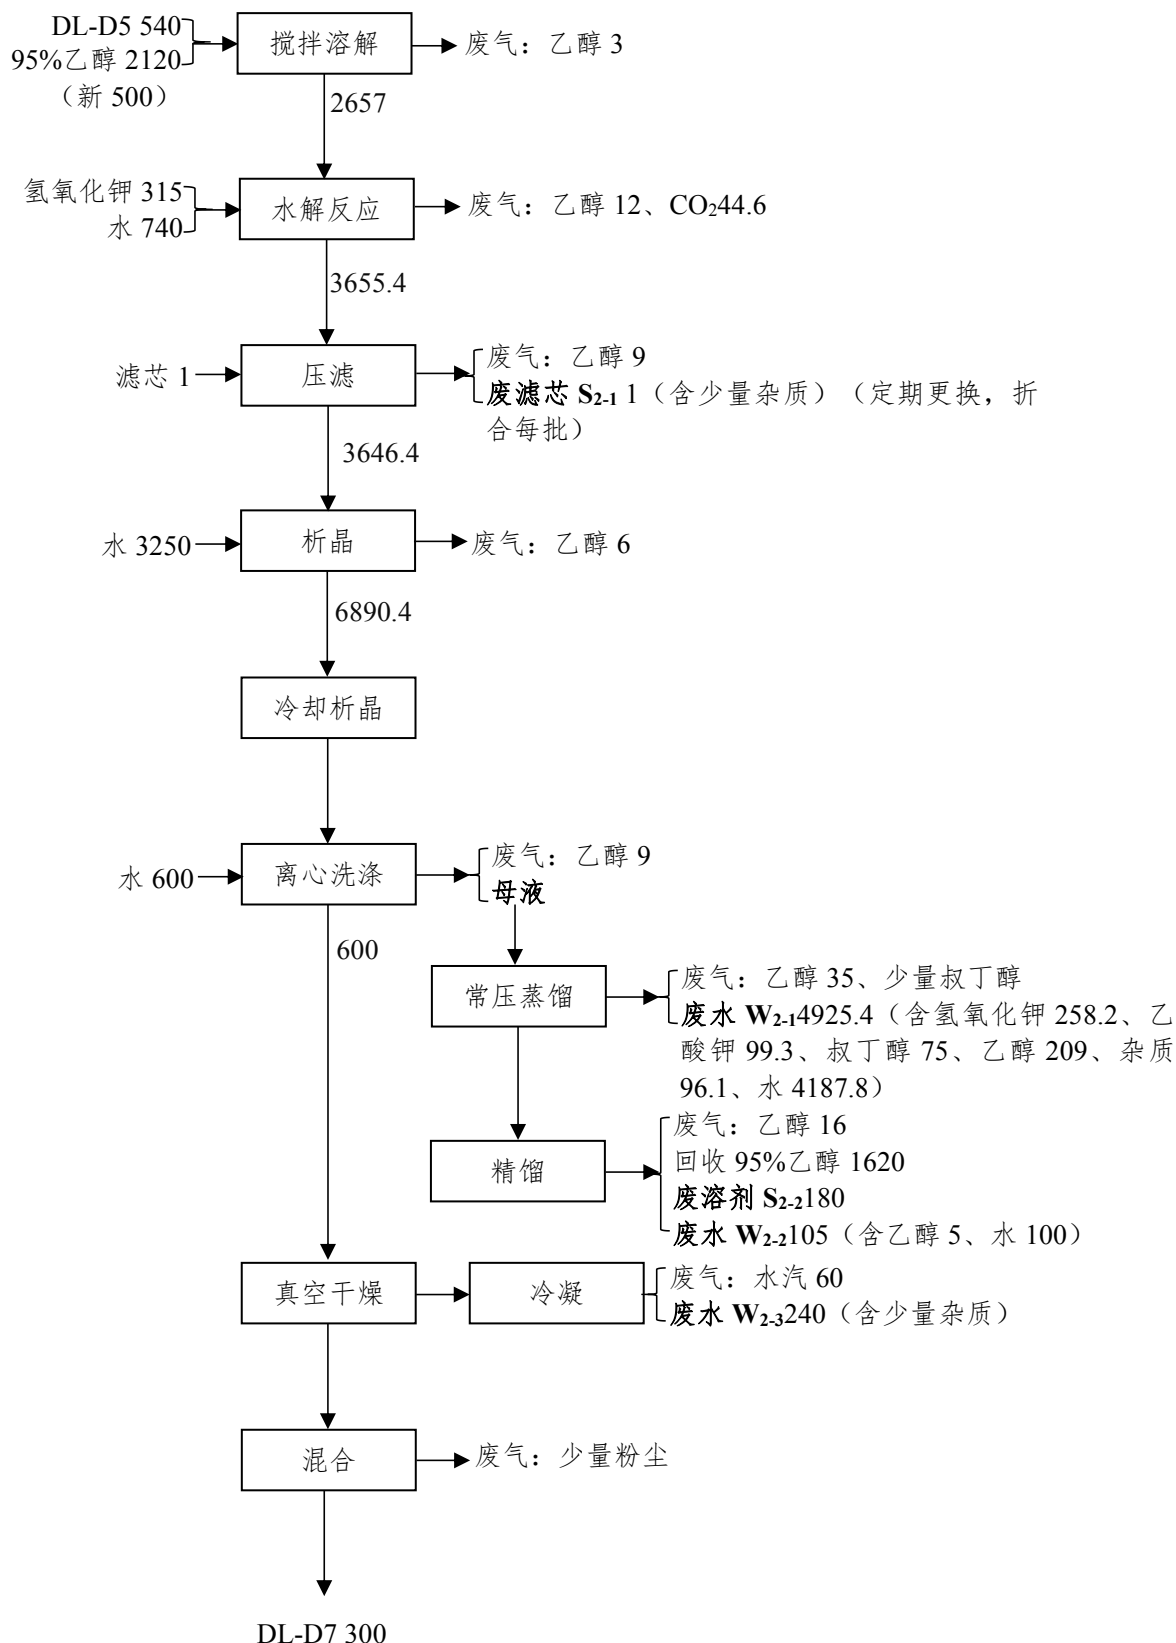 DL-D5 540
95%乙醇 2120
（新 500）
搅拌溶解
废气：乙醇 3
2657
氢氧化钾 315
水 740
水解反应
废气：乙醇 12、CO₂44.6
3655.4
滤芯 1
压滤
废气：乙醇 9
废滤芯 S₂₋₁ 1（含少量杂质）（定期更换，折
合每批）
3646.4
水 3250
析晶
废气：乙醇 6
6890.4
冷却析晶
水 600
离心洗涤
废气：乙醇 9
母液
600
常压蒸馏
废气：乙醇 35、少量叔丁醇
废水 W₂₋₁4925.4（含氢氧化钾 258.2、乙
酸钾 99.3、叔丁醇 75、乙醇 209、杂质
96.1、水 4187.8）
精馏
废气：乙醇 16
回收 95%乙醇 1620
废溶剂 S₂₋₂180
废水 W₂₋₂105（含乙醇 5、水 100）
真空干燥
冷凝
废气：水汽 60
废水 W₂₋₃240（含少量杂质）
混合
废气：少量粉尘
DL-D7 300